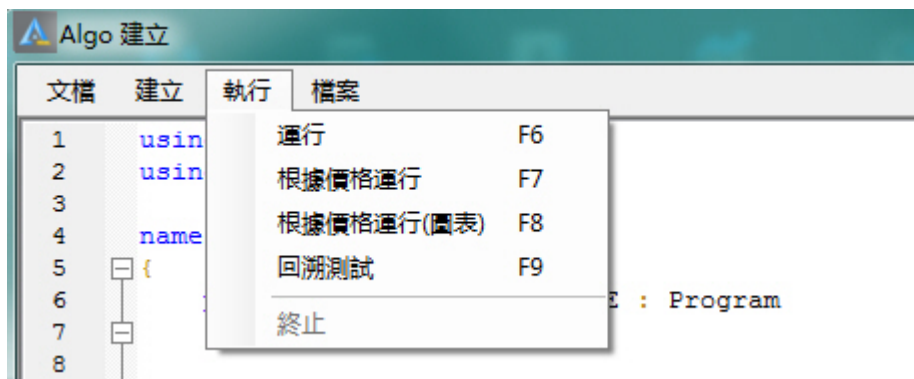 Algo 建立
文檔 建立 執行 檔案
運行 F6
根據價格運行 F7
根據價格運行(圖表) F8
回溯測試 F9
終止
1 usin
2 usin
3
4 name
5 {
6 : Program
7
8